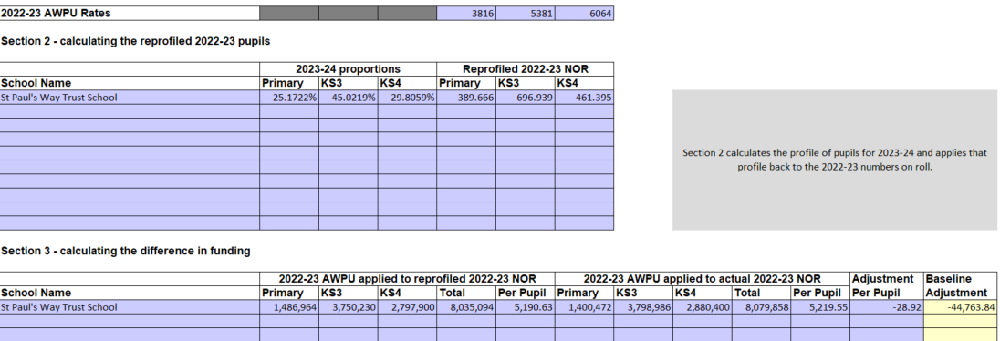 2022-23 AWPU Rates 3816 5381 6064
Section 2 - calculating the reprofiled 2022-23 pupils
2023-24 proportions Reprofiled 2022-23 NOR
School Name Primary KS3 KS4 Primary KS3 KS4
St Paul's Way Trust School 25.1722% 45.0219% 29.8059% 389.666 696.939 461.395
Section 2 calculates the profile of pupils for 2023-24 and applies that
profile back to the 2022-23 numbers on roll.
Section 3 - calculating the difference in funding
2022-23 AWPU applied to reprofiled 2022-23 NOR 2022-23 AWPU applied to actual 2022-23 NOR Adjustment Baseline
School Name Primary KS3 KS4 Total Per Pupil Primary KS3 KS4 Total Per Pupil Per Pupil Adjustment
St Paul's Way Trust School 1,486,964 3,750,230 2,797,900 8,035,094 5,190.63 1,400,472 3,798,986 2,880,400 8,079,858 5,219.55 -28.92 -44,763.84